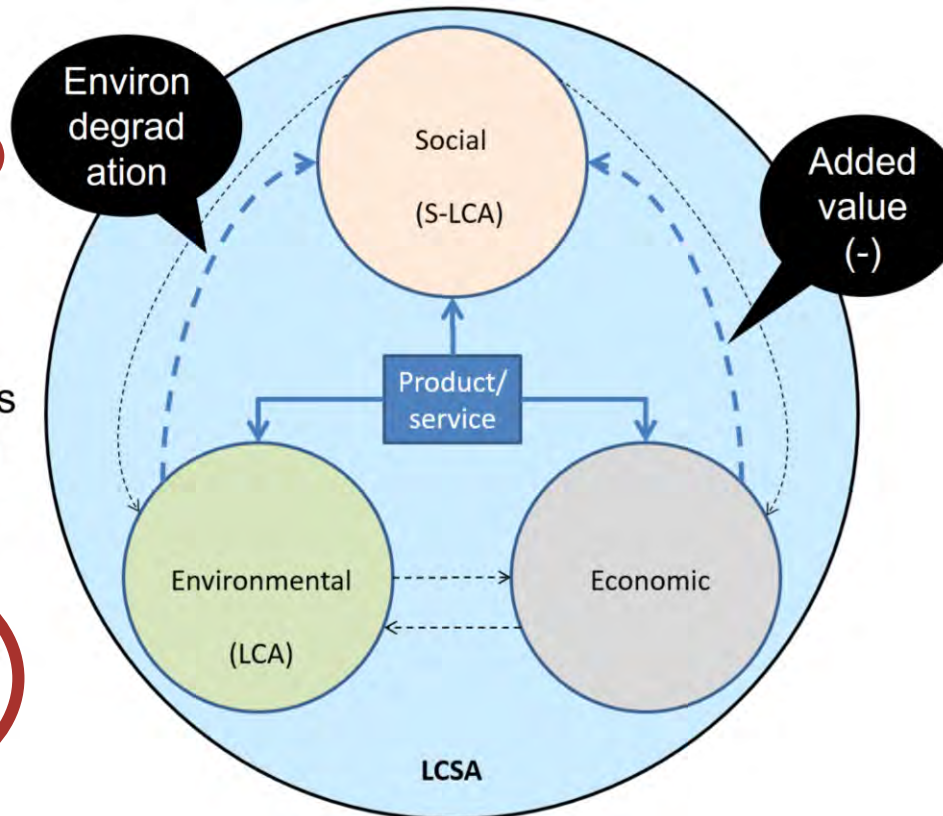 Environ
degrad
ation
Social
(S-LCA)
Added
value
(-)
s
Product/
service
Environmental
(LCA)
Economic
LCSA